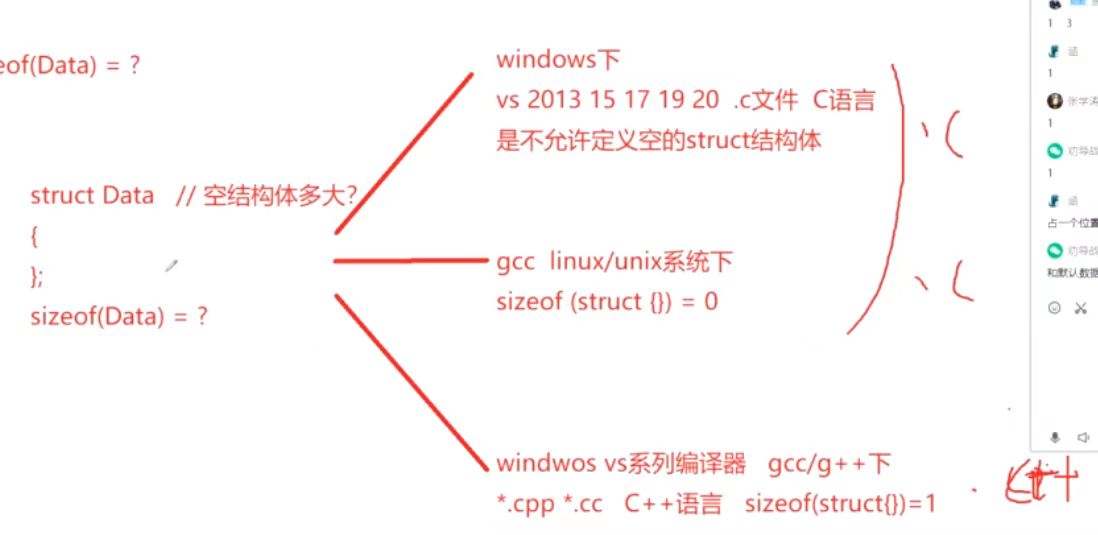 eof(Data) = ?
struct Data // 空结构体多大?
{
};
sizeof(Data) = ?
windows下
vs 2013 15 17 19 20 .c文件 C语言
是不允许定义空的struct结构体
.C
gcc linux/unix系统下
sizeof (struct {}) = 0
.C
windwos vs系列编译器 gcc/g++下
*.cpp *.cc C++语言 sizeof(struct{})=1
1 3
涵
1
张学涛
1
1
涵
占一个位置
和默认数据